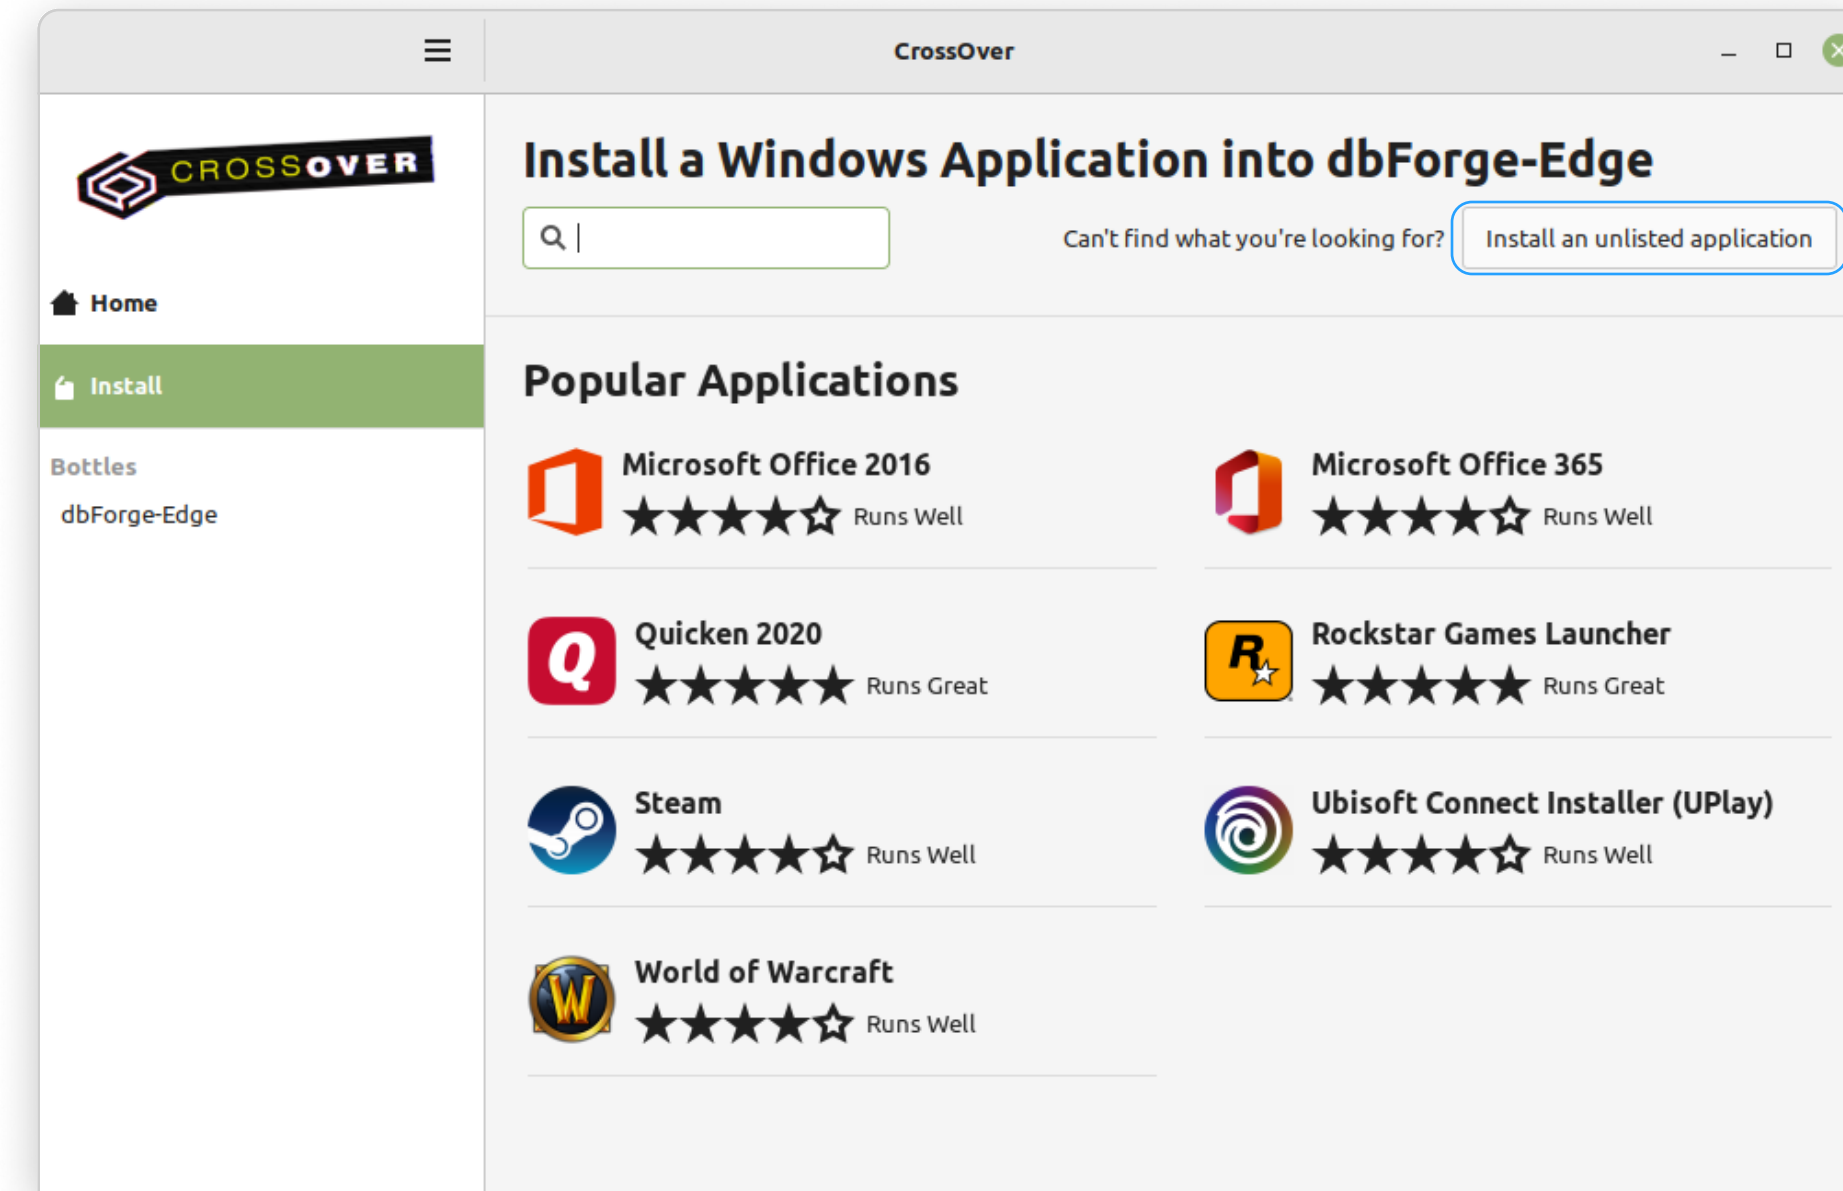 CrossOver
CROSSOVER
Home
Install
Bottles
dbForge-Edge
Install a Windows Application into dbForge-Edge
Can't find what you're looking for? Install an unlisted application
Popular Applications
Microsoft Office 2016
Runs Well
Microsoft Office 365
Runs Well
Quicken 2020
Runs Great
Rockstar Games Launcher
Runs Great
Steam
Runs Well
Ubisoft Connect Installer (UPlay)
Runs Well
World of Warcraft
Runs Well